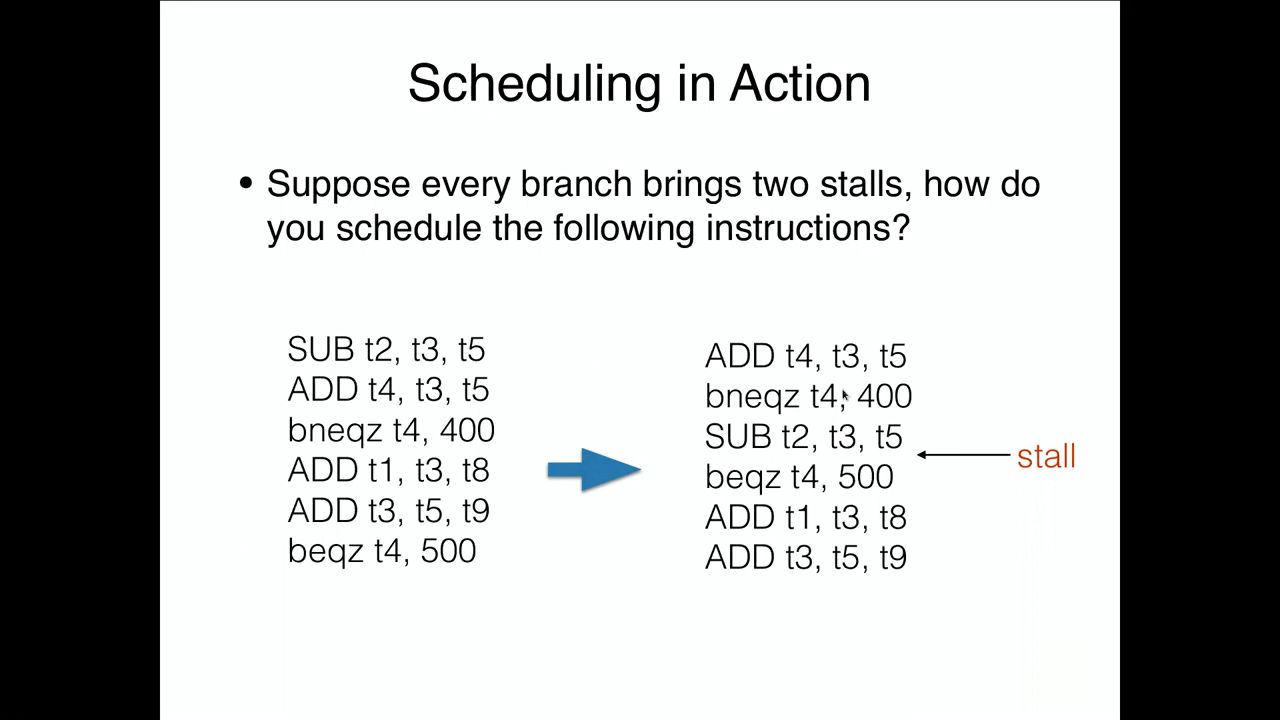 Scheduling in Action
• Suppose every branch brings two stalls, how do
you schedule the following instructions?
SUB t2, t3, t5
ADD t4, t3, t5
bneqz t4, 400
ADD t1, t3, t8
ADD t3, t5, t9
beqz t4, 500
ADD t4, t3, t5
bneqz t4, 400
SUB t2, t3, t5
stall
beqz t4, 500
ADD t1, t3, t8
ADD t3, t5, t9